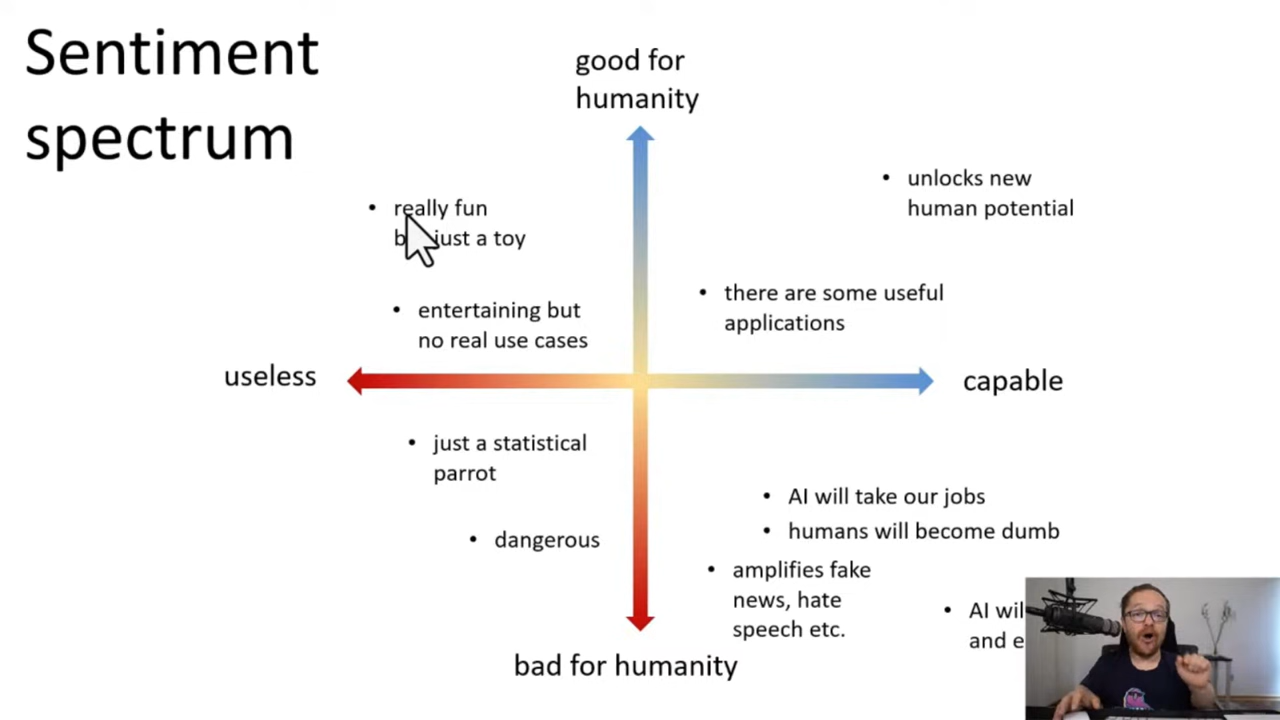 Sentiment
spectrum
good for
humanity
• unlocks new
human potential
• really fun
just a toy
• there are some useful
applications
• entertaining but
no real use cases
useless
capable
• just a statistical
parrot
• AI will take our jobs
• humans will become dumb
• dangerous
• amplifies fake
news, hate
speech etc.
• AI
and
bad for humanity